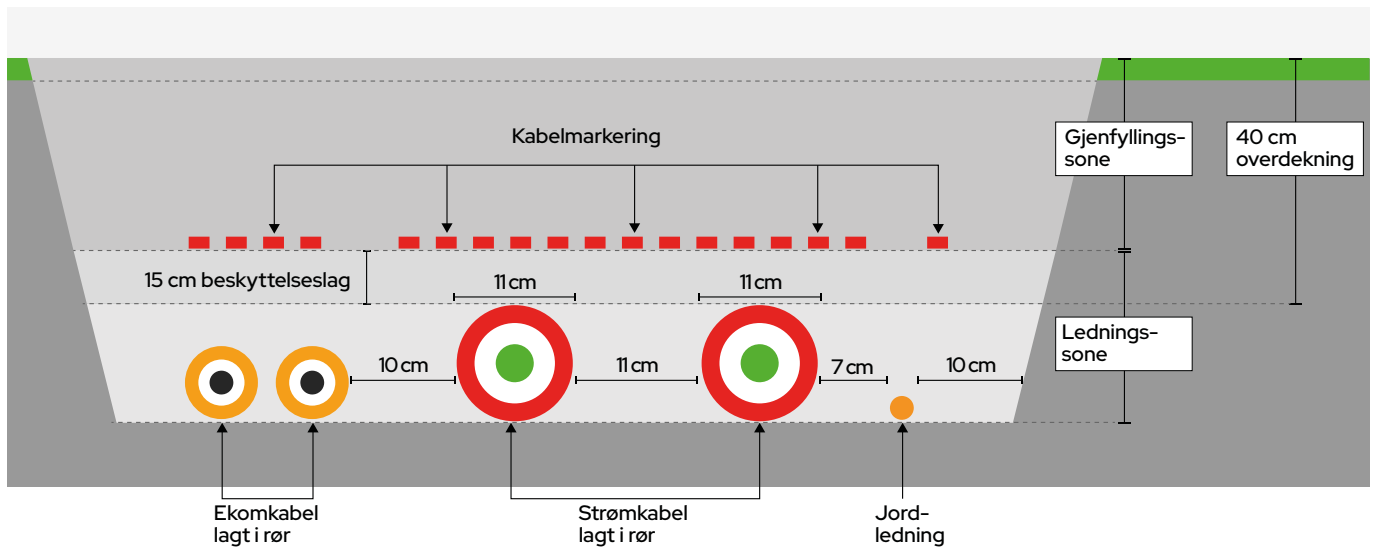 Kabelmarkering
Gjenfyllings-
sone
40 cm
overdekning
15 cm beskyttelseslag
11 cm
11 cm
Lednings-
sone
10 cm
11 cm
7 cm
10 cm
Ekomkabel
lagt i rør
Strømkabel
lagt i rør
Jord-
ledning